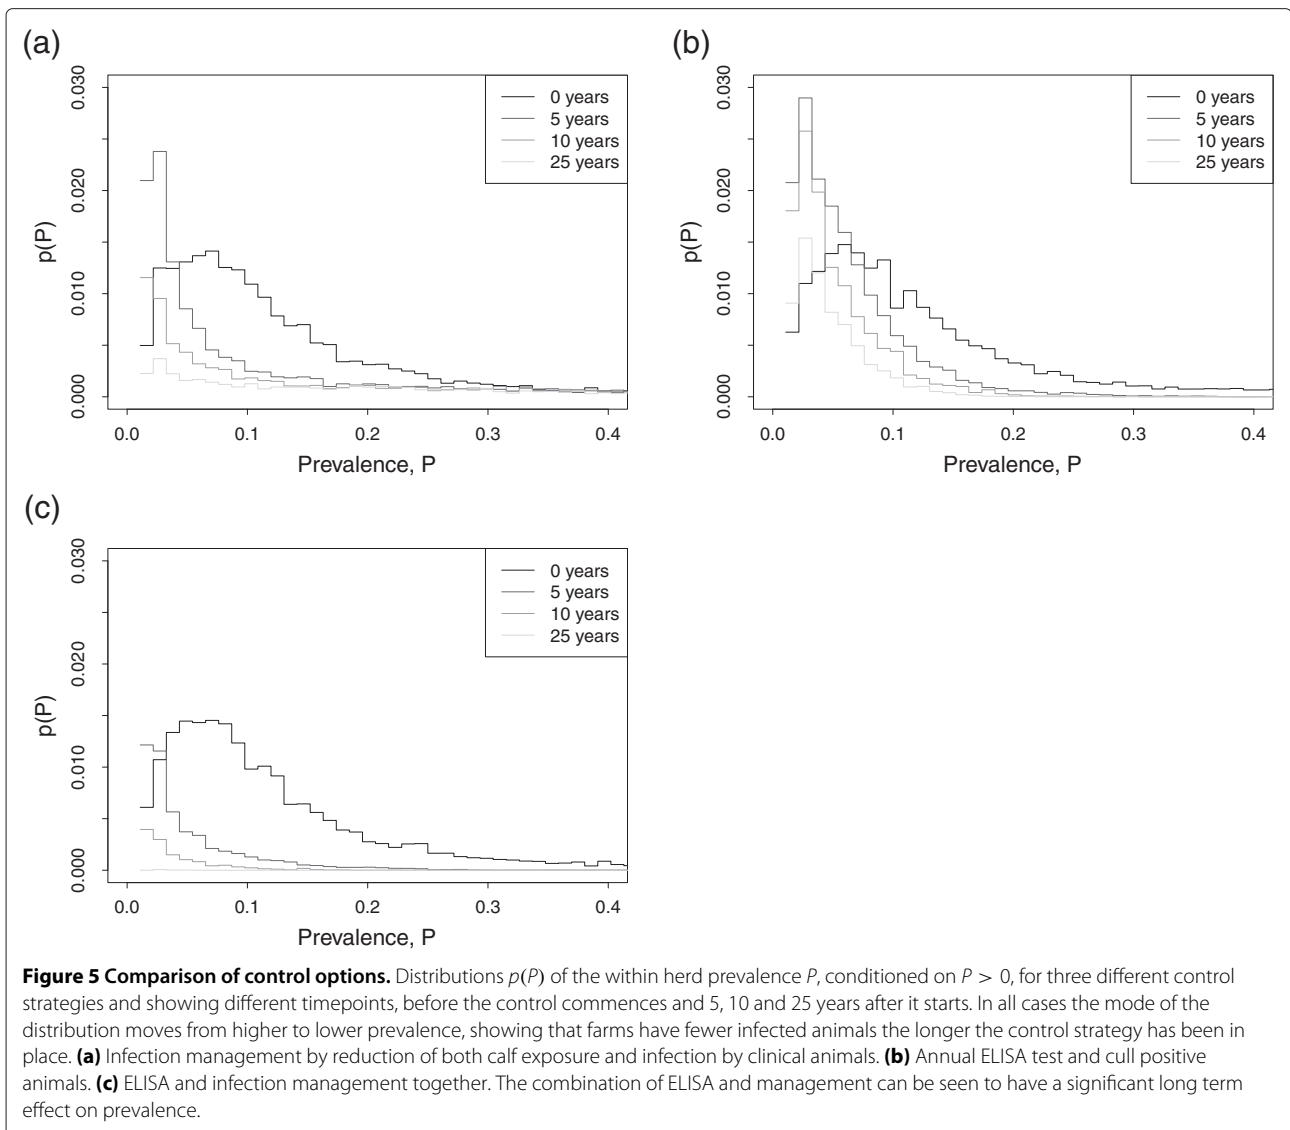 (a)
0.030
0.020
0.010
0.000
p(P)
0 years
5 years
10 years
25 years
0.0 0.1 0.2 0.3 0.4
Prevalence, P
(b)
0.030
0.020
0.010
0.000
p(P)
0 years
5 years
10 years
25 years
0.0 0.1 0.2 0.3 0.4
Prevalence, P
(c)
0.030
0.020
0.010
0.000
p(P)
0 years
5 years
10 years
25 years
0.0 0.1 0.2 0.3 0.4
Prevalence, P
Figure 5 Comparison of control options. Distributions p(P) of the within herd prevalence P, conditioned on P > 0, for three different control
strategies and showing different timepoints, before the control commences and 5, 10 and 25 years after it starts. In all cases the mode of the
distribution moves from higher to lower prevalence, showing that farms have fewer infected animals the longer the control strategy has been in
place. (a) Infection management by reduction of both calf exposure and infection by clinical animals. (b) Annual ELISA test and cull positive
animals. (c) ELISA and infection management together. The combination of ELISA and management can be seen to have a significant long term
effect on prevalence.